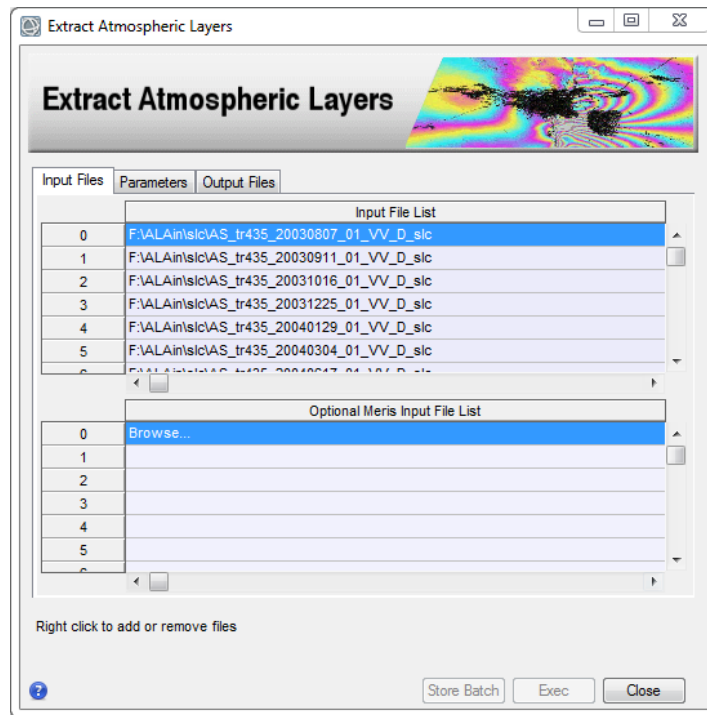 Extract Atmospheric Layers
Extract Atmospheric Layers
Input Files Parameters Output Files
Input File List
0 F:\ALAin\slc\AS_tr435_20030807_01_VV_D_slc
1 F:\ALAin\slc\AS_tr435_20030911_01_VV_D_slc
2 F:\ALAin\slc\AS_tr435_20031016_01_VV_D_slc
3 F:\ALAin\slc\AS_tr435_20031225_01_VV_D_slc
4 F:\ALAin\slc\AS_tr435_20040129_01_VV_D_slc
5 F:\ALAin\slc\AS_tr435_20040304_01_VV_D_slc
Optional Meris Input File List
0 Browse...
1
2
3
4
5
Right click to add or remove files
Store Batch Exec Close